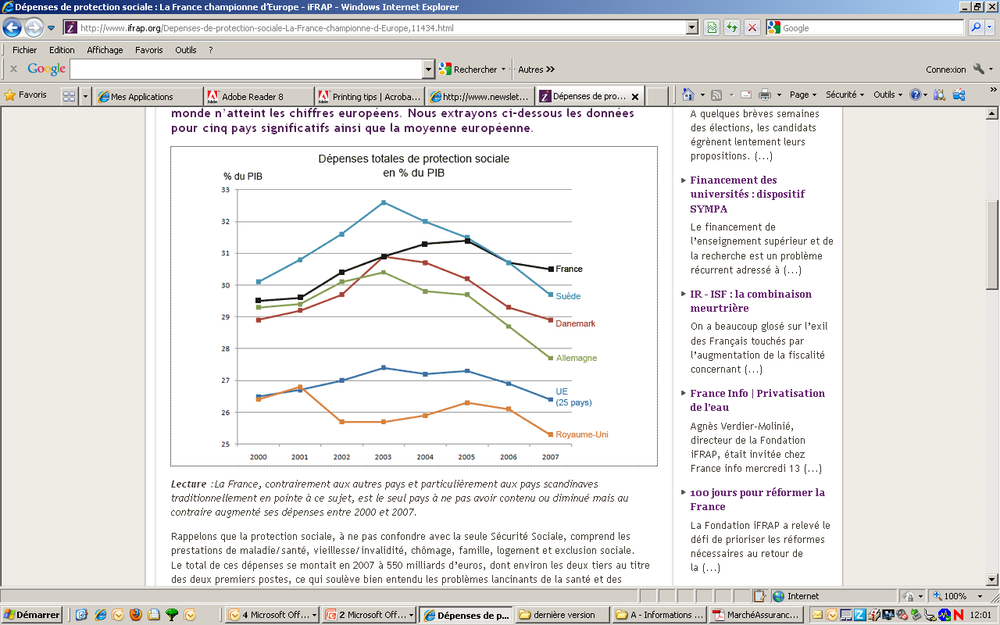 Dépenses de protection sociale : La France championne d'Europe - iFRAP - Windows Internet Explorer
http://www.ifrap.org/Depenses-de-protection-sociale-La-France-championne-d-Europe,11434.html
Google
Fichier Edition Affichage Favoris Outils ?
Google Rechercher Autres Connexion
Favoris
Mes Applications
Adobe Reader 8
Printing tips | Acroba...
http://www.newslet...
Dépenses de pro...
Page Sécurité Outils
monde n'atteint les chiffres européens. Nous extrayons ci-dessous les données
pour cinq pays significatifs ainsi que la moyenne européenne.
Dépenses totales de protection sociale
en % du PIB
% du PIB
33
32
31
30
29
28
27
26
25
France
Suède
Danemark
Allemagne
UE
(25 pays)
Royaume-Uni
2000 2001 2002 2003 2004 2005 2006 2007
Lecture :La France, contrairement aux autres pays et particulièrement aux pays scandinaves
traditionnellement en pointe à ce sujet, est le seul pays à ne pas avoir contenu ou diminué mais au
contraire augmenté ses dépenses entre 2000 et 2007.
Rappelons que la protection sociale, à ne pas confondre avec la seule Sécurité Sociale, comprend les
prestations de maladie/santé, vieillesse/invalidité, chômage, famille, logement et exclusion sociale.
Le total de ces dépenses se montait en 2007 à 550 milliards d'euros, dont environ les deux tiers au titre
des deux premiers postes, ce qui soulève bien entendu les problèmes lancinants de la santé et des
A quelques brèves semaines
des élections, les candidats
égrènent lentement leurs
propositions. (...)
Financement des
universités : dispositif
SYMPA
Le financement de
l'enseignement supérieur et de
la recherche est un problème
récurrent adressé à (...)
IR - ISF : la combinaison
meurtrière
On a beaucoup glosé sur l'exil
des Français touchés par
l'augmentation de la fiscalité
concernant (...)
France Info | Privatisation
de l'eau
Agnès Verdier-Molinié,
directeur de la Fondation
iFRAP, était invitée chez
France info mercredi 13 (...)
100 jours pour réformer la
France
La Fondation iFRAP a relevé le
défi de prioriser les réformes
nécessaires au retour de
la (...)
Internet 100%
Démarrer
4 Microsoft Off...
2 Microsoft Off...
Dépenses de p...
dernière version
A - Informations ...
MarchéAssuranc...
12:01